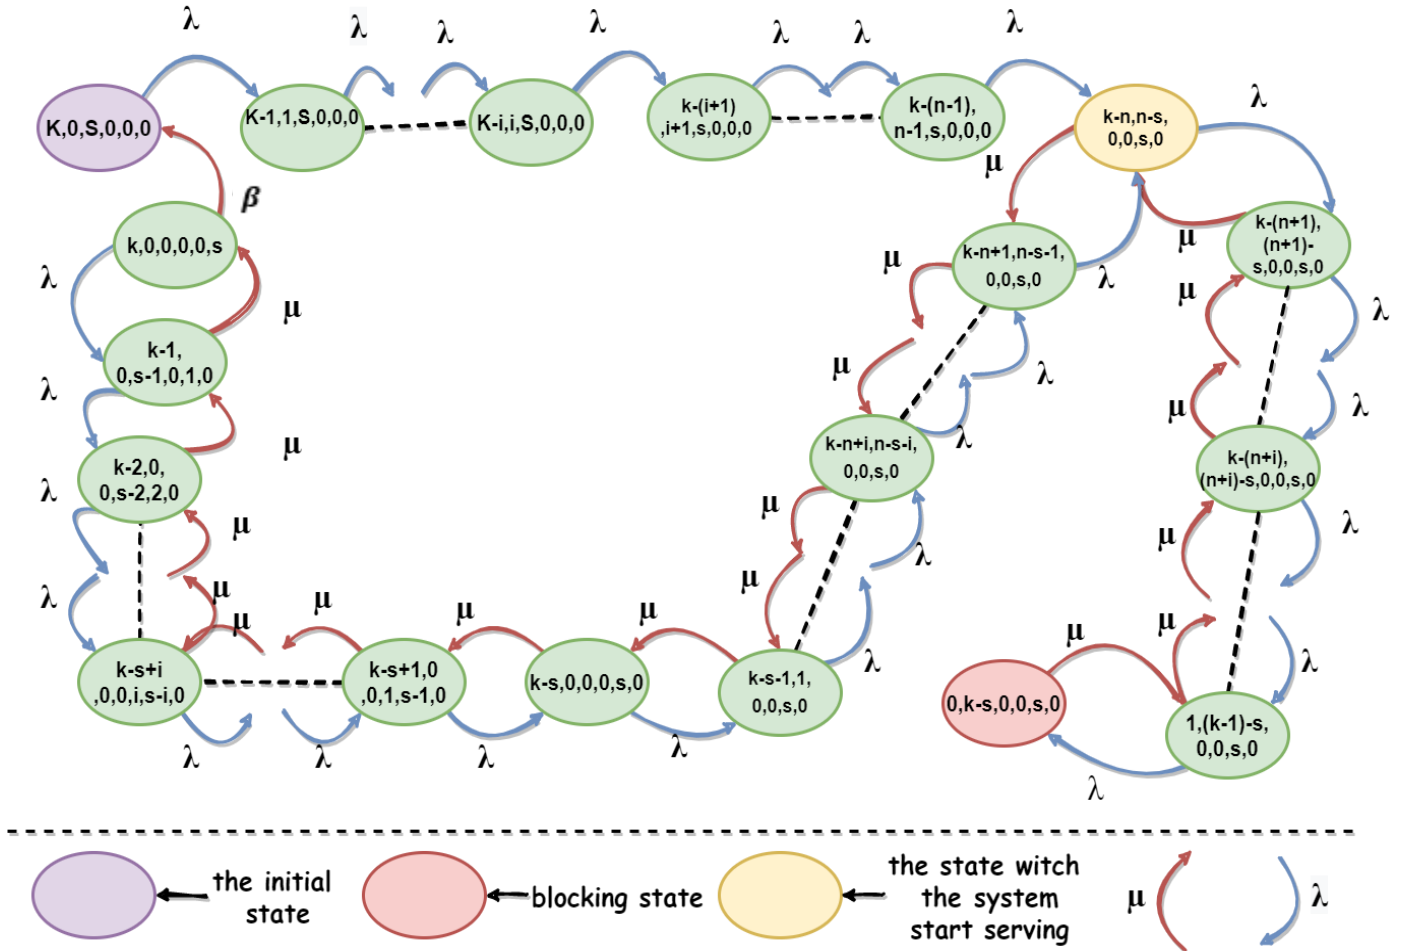 λ
λ
λ
λ
λ
λ
λ
K,0,S,0,0,0
K-1,1,S,0,0,0
K-i,i,S,0,0,0
k-(i+1)
,i+1,s,0,0,0
k-(n-1),
n-1,s,0,0,0
k-n,n-s,
0,0,s,0
λ
μ
β
k,0,0,0,0,s
λ
μ
k-1,
0,s-1,0,1,0
λ
μ
k-2,0,
0,s-2,2,0
λ
μ
λ
μ
μ
k-s+i
,0,0,i,s-i,0
λ
λ
μ
k-s+1,0
,0,1,s-1,0
λ
μ
k-s,0,0,0,s,0
λ
μ
k-s-1,1,
0,0,s,0
λ
μ
μ
λ
k-n+i,n-s-i,
0,0,s,0
λ
μ
λ
μ
k-n+1,n-s-1,
0,0,s,0
λ
μ
k-(n+1),
(n+1)-
s,0,0,s,0
μ
λ
μ
λ
k-(n+i),
(n+i)-s,0,0,s,0
μ
λ
μ
λ
1,(k-1)-s,
0,0,s,0
μ
λ
0,k-s,0,0,s,0
the initial
state
blocking state
the state witch
the system
start serving
μ
λ